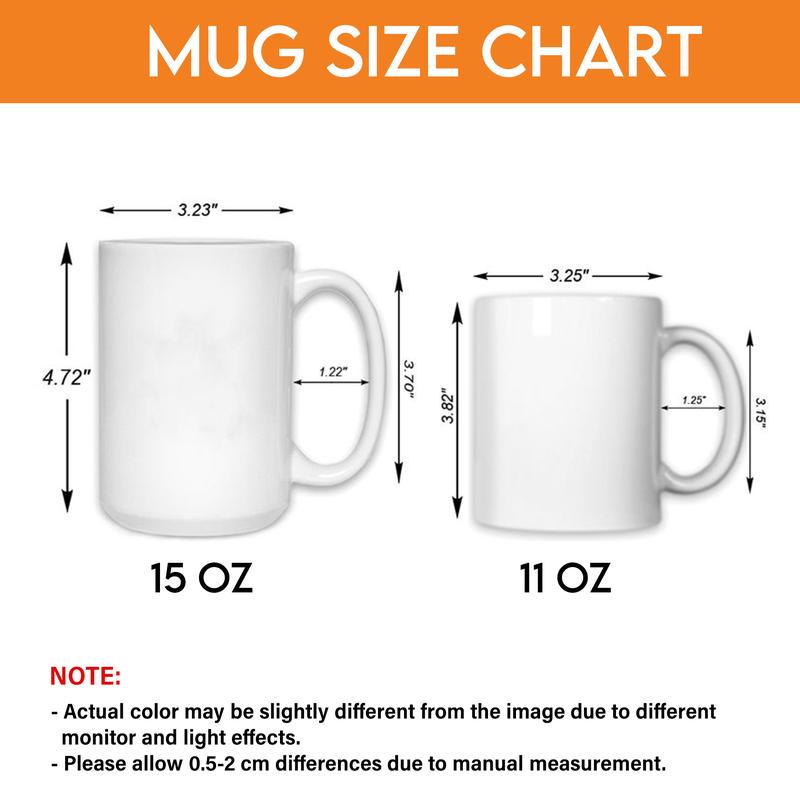 MUG SIZE CHART
3.23"
3.25"
4.72"
1.22"
3.70"
3.82"
1.25"
3.15"
15 OZ
11 OZ
NOTE:
- Actual color may be slightly different from the image due to different
monitor and light effects.
- Please allow 0.5-2 cm differences due to manual measurement.